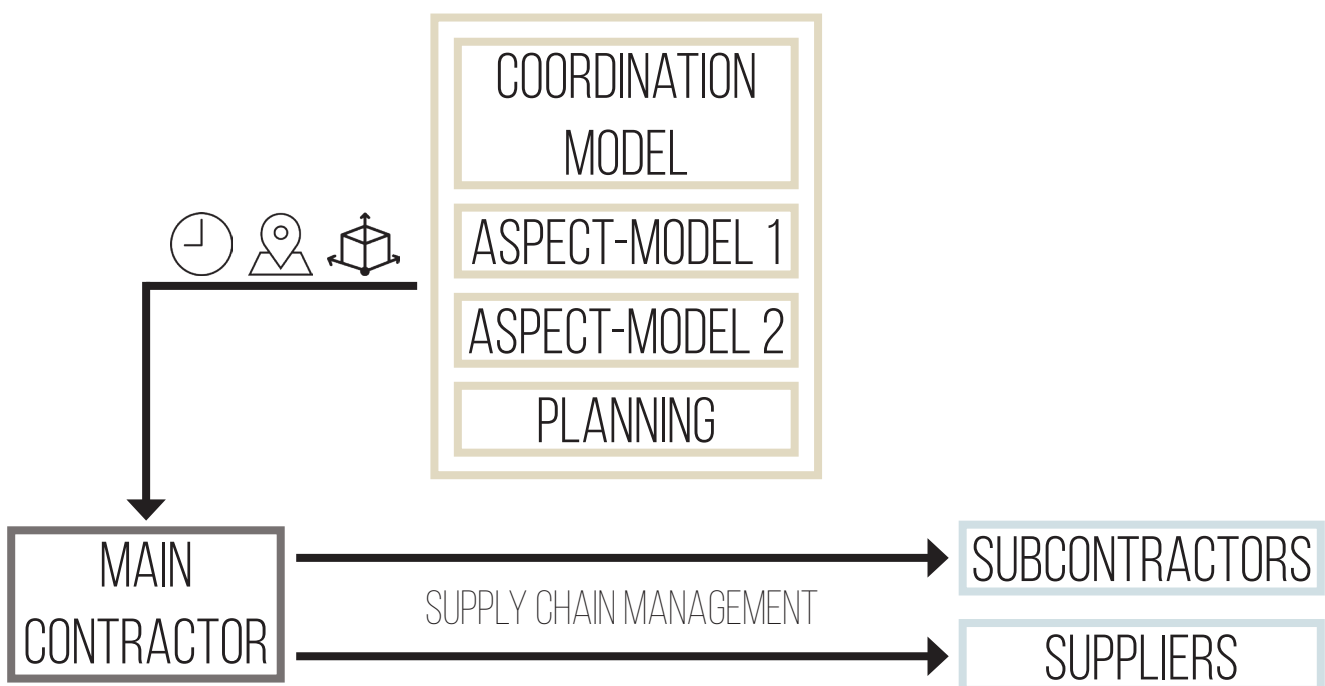 COORDINATION
MODEL
ASPECT-MODEL 1
ASPECT-MODEL 2
PLANNING
MAIN
CONTRACTOR
SUPPLY CHAIN MANAGEMENT
SUBCONTRACTORS
SUPPLIERS